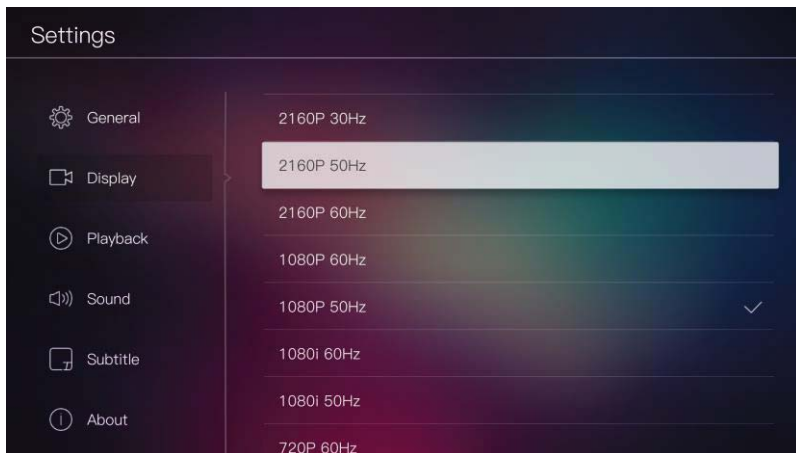 Settings
General
Display
Playback
Sound
Subtitle
About
2160P 30Hz
2160P 50Hz
2160P 60Hz
1080P 60Hz
1080P 50Hz
1080i 60Hz
1080i 50Hz
720P 60Hz